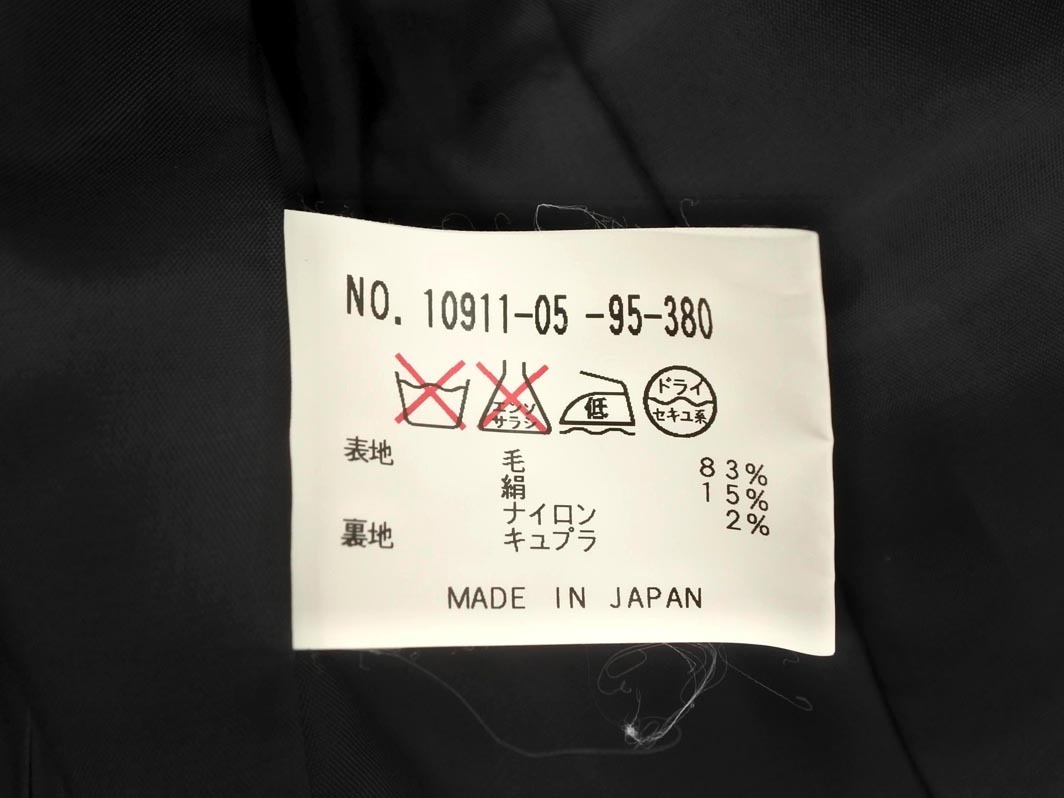 NO. 10911-05 -95-380
エンソ
サラシ
低
ドライ
セキユ系
表地 毛 83%
絹 15%
ナイロン 2%
裏地 キュプラ
MADE IN JAPAN